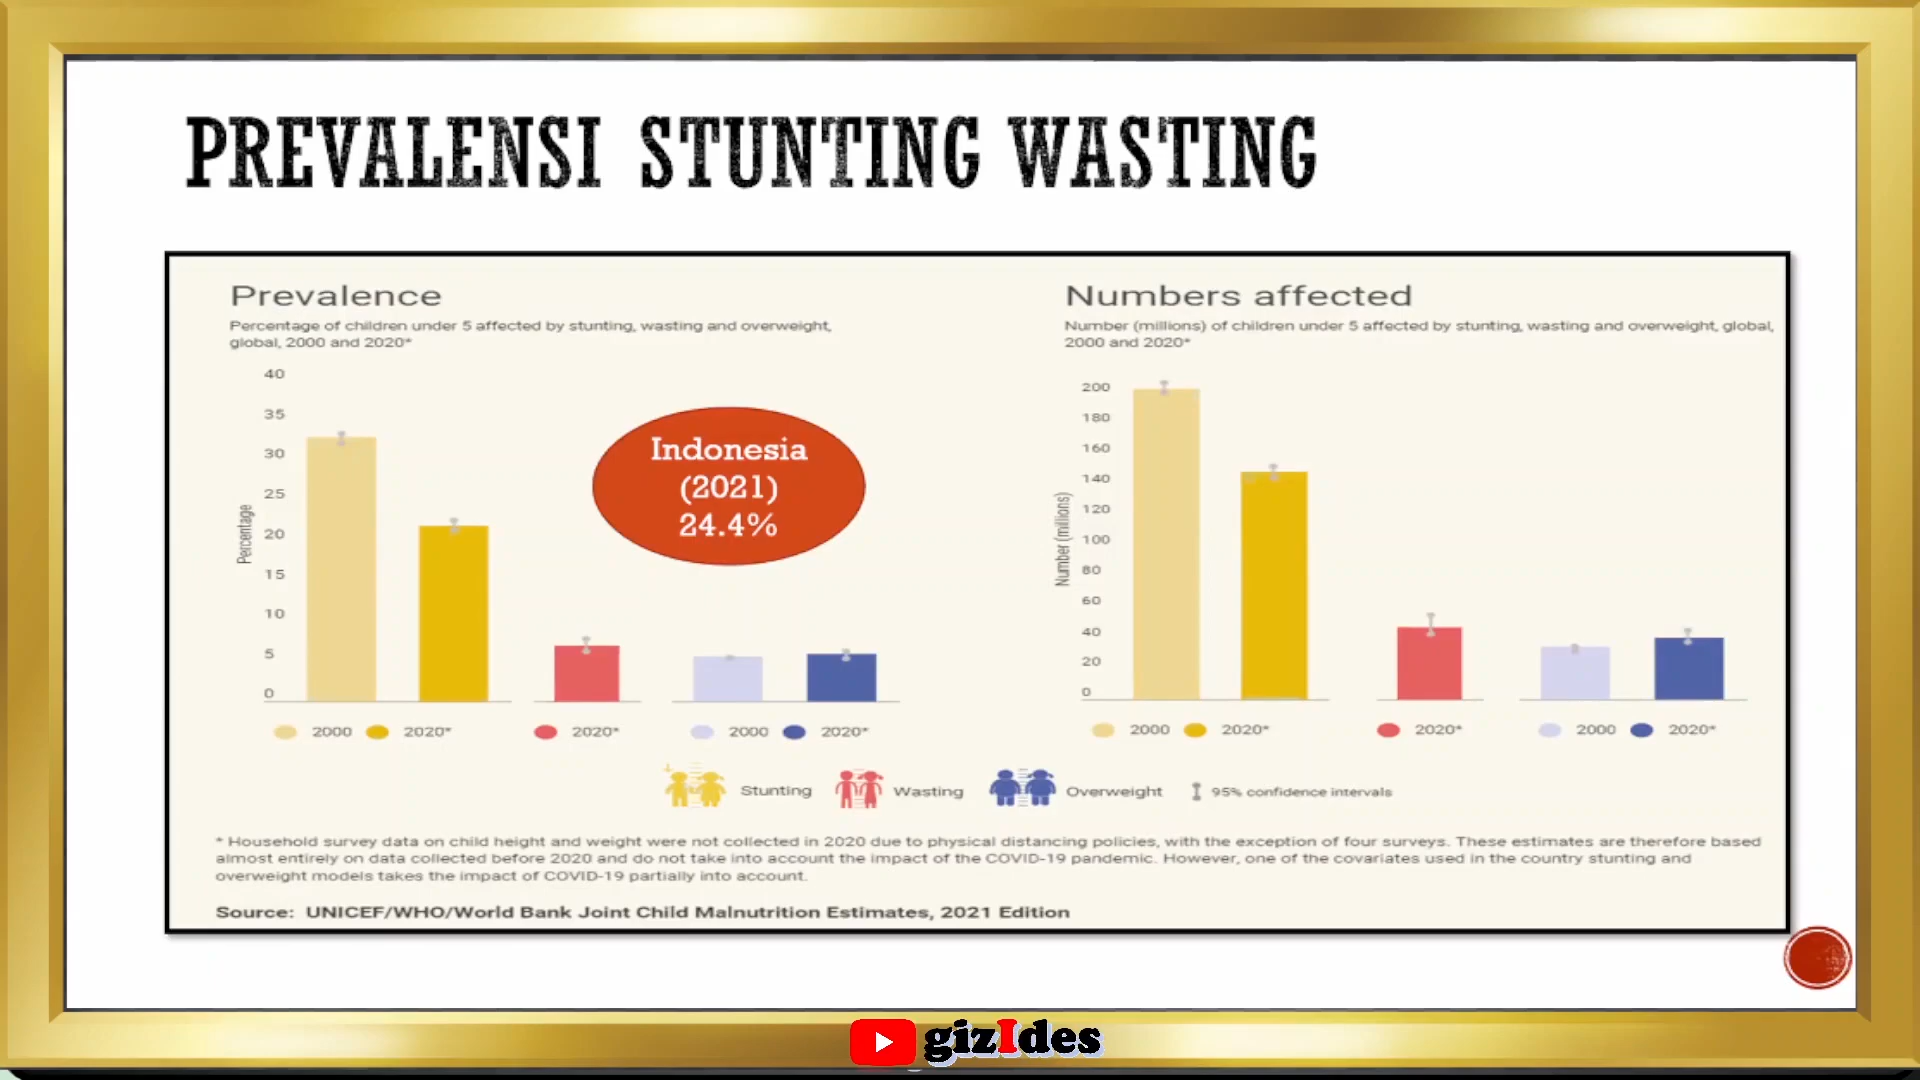 PREVALENSI STUNTING WASTING
Prevalence
Percentage of children under 5 affected by stunting, wasting and overweight,
global, 2000 and 2020*
40
35
30
25
20
15
10
5
0
Percentage
Indonesia
(2021)
24.4%
2000 2020* 2020* 2000 2020*
Numbers affected
Number (millions) of children under 5 affected by stunting, wasting and overweight, global,
2000 and 2020*
200
180
160
140
120
100
80
60
40
20
0
Number (millions)
2000 2020* 2020* 2000 2020*
Stunting Wasting Overweight 95% confidence intervals
* Household survey data on child height and weight were not collected in 2020 due to physical distancing policies, with the exception of four surveys. These estimates are therefore based
almost entirely on data collected before 2020 and do not take into account the impact of the COVID-19 pandemic. However, one of the covariates used in the country stunting and
overweight models takes the impact of COVID-19 partially into account.
Source: UNICEF/WHO/World Bank Joint Child Malnutrition Estimates, 2021 Edition
gizIdes